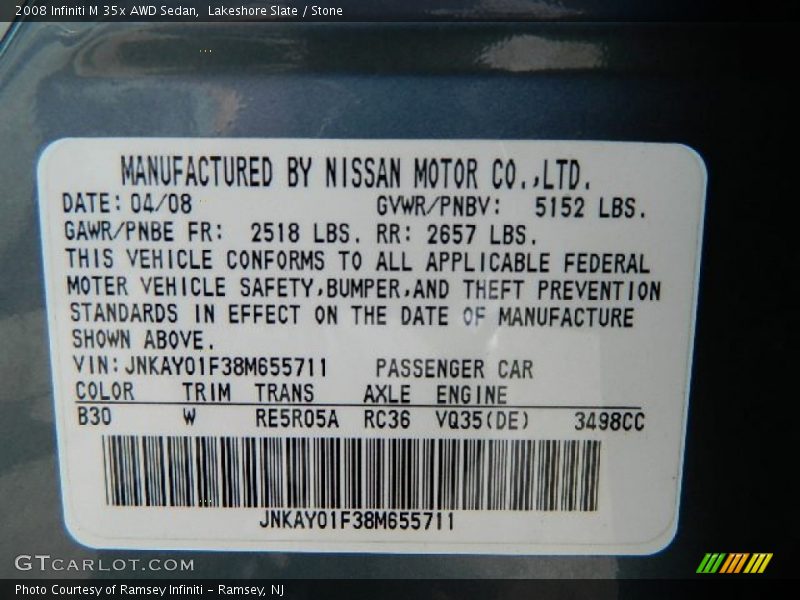 2008 Infiniti M 35x AWD Sedan,  Lakeshore Slate / Stone
MANUFACTURED BY NISSAN MOTOR CO.,LTD.
DATE: 04/08 GVWR/PNBV: 5152 LBS.
GAWR/PNBE FR: 2518 LBS. RR: 2657 LBS.
THIS VEHICLE CONFORMS TO ALL APPLICABLE FEDERAL
MOTER VEHICLE SAFETY,BUMPER,AND THEFT PREVENTION
STANDARDS IN EFFECT ON THE DATE OF MANUFACTURE
SHOWN ABOVE.
VIN: JNKAY01F38M655711 PASSENGER CAR
COLOR TRIM TRANS AXLE ENGINE
B30 W RE5R05A RC36 VQ35(DE) 3498CC
JNKAY01F38M655711
GTCARLOT.COM
Photo Courtesy of Ramsey Infiniti – Ramsey, NJ